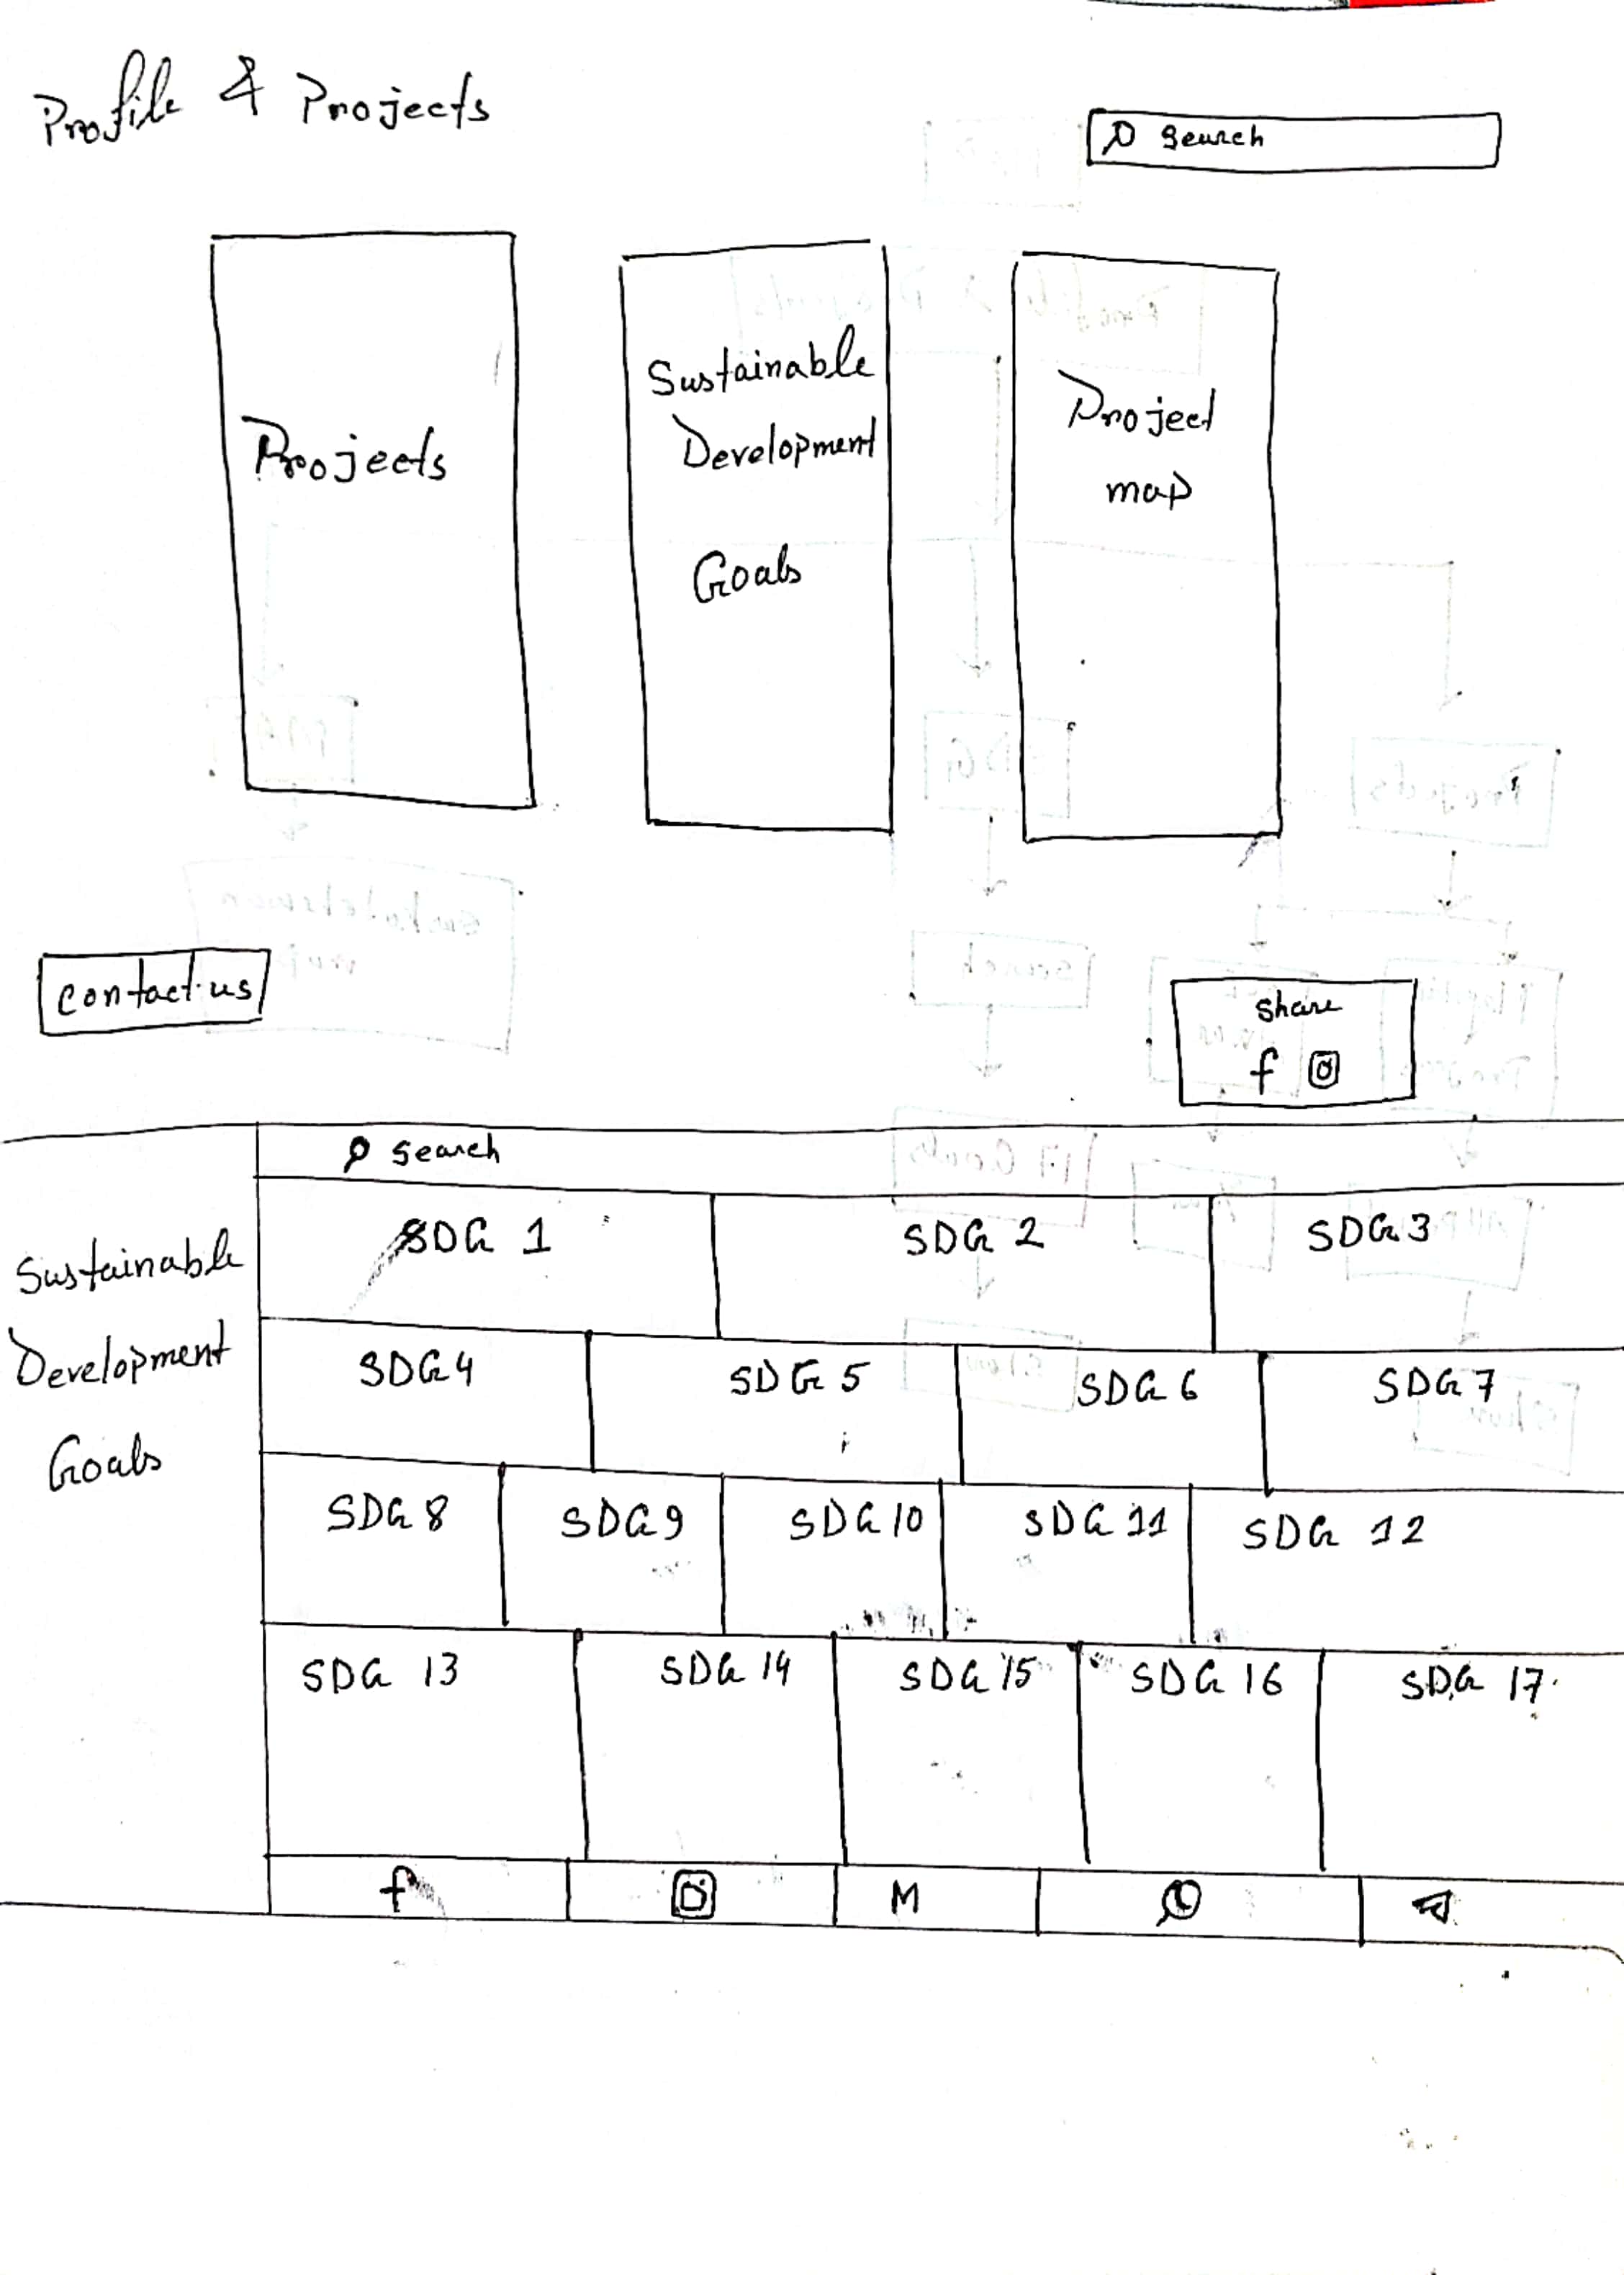 Profile & Projects
Search
Projects
Sustainable
Development
Goals
Project
map
contact us
Share
f
Search
Sustainable
Development
Goals
SDG 1
SDG 2
SDG 3
SDG 4
SDG 5
SDG 6
SDG 7
SDG 8
SDG 9
SDG 10
SDG 11
SDG 12
SDG 13
SDG 14
SDG 15
SDG 16
SDG 17
f
M